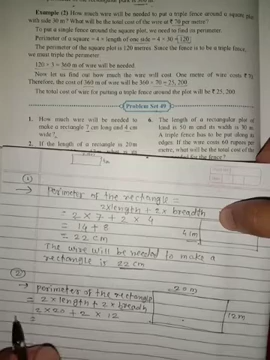 Example (2) How much wire will be needed to put a triple fence around a square plot
with side 30 m? What will be the total cost of the wire at ₹ 70 per metre?
To put a single fence around the square plot, we need to find its perimeter.
Perimeter of a square = 4 × length of one side = 4 × 30 = 120
The perimeter of the square plot is 120 metres. Since the fence is to be a triple fence,
we must triple the perimeter.
120 × 3 = 360 m of wire will be needed.
Now let us find out how much the wire will cost. One metre of wire costs ₹
Therefore, the cost of 360 m of wire will be 360 × 70 = 25, 200.
The total cost of wire for putting a triple fence around the plot will be ₹ 25, 200.
Problem Set 49
1. How much wire will be needed to
make a rectangle 7 cm long and 4 cm
wide ?
2. If the length of a rectangle is 20m
6. The length of a rectangular plot of
land is 50 m and its width is 30 m.
A triple fence has to be put along its
edges. If the wire costs 60 rupees per
metre, what will be the total cost of the
the fence?
(1)
→ perimeter of the rectangle =
2×length + 2× breadth
= 2 × 7 + 2 × 4
= 14 + 8
= 22 cm
4cm
The wire will be needed to make a
rectangle is 22 cm
(2)
20m
→ perimeter of the rectangle
= 2×length + 2× breadth
= 2×20 + 2 × 12
=
12m